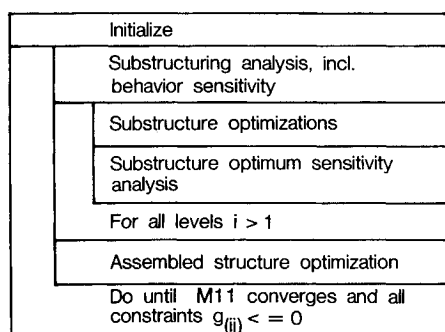 Initialize
Substructuring analysis, incl.
behavior sensitivity
Substructure optimizations
Substructure optimum sensitivity
analysis
For all levels i > 1
Assembled structure optimization
Do until M11 converges and all
constraints g(ij) < = 0